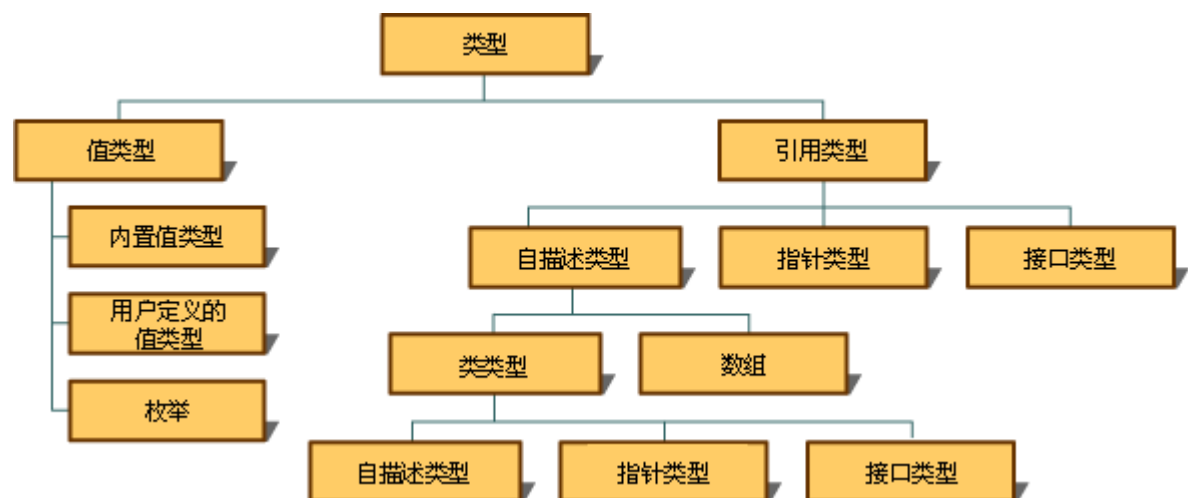 类型
值类型
引用类型
内置值类型
自描述类型
指针类型
接口类型
用户定义的
值类型
类类型
数组
枚举
自描述类型
指针类型
接口类型